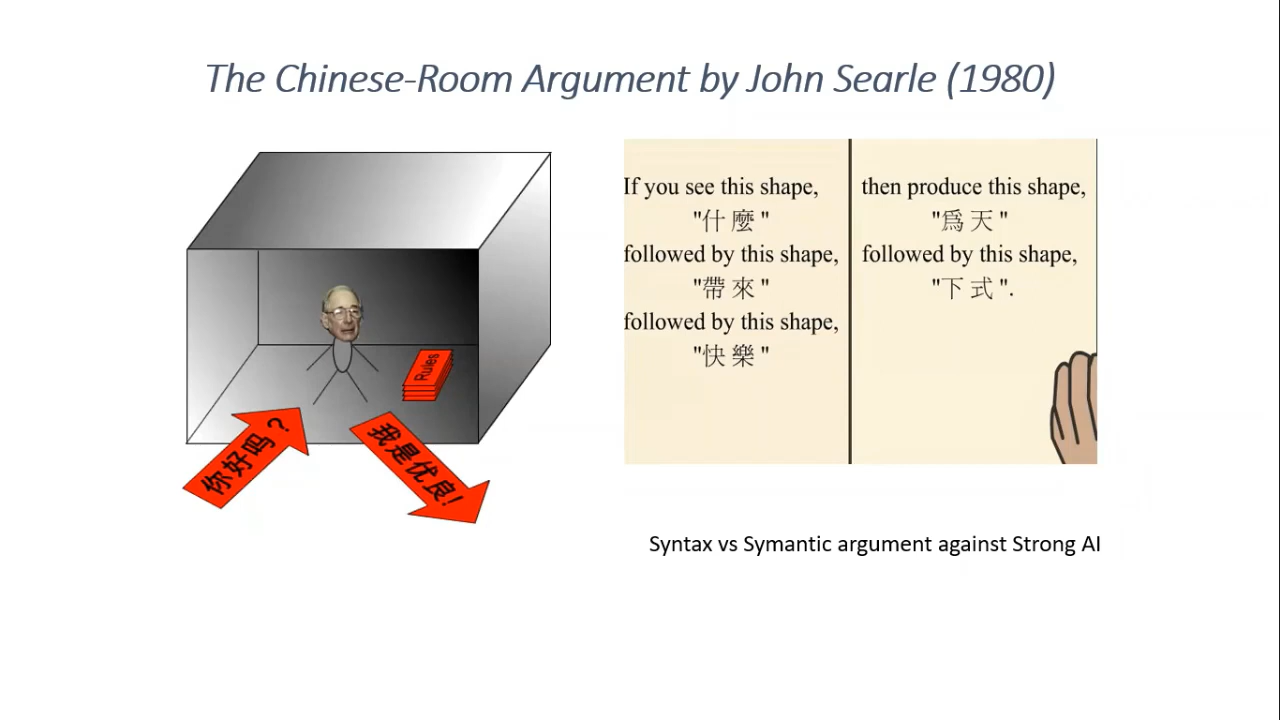 The Chinese-Room Argument by John Searle (1980)
Rules
你好吗？
我是优良!
If you see this shape,
"什麼"
followed by this shape,
"帶來"
followed by this shape,
"快樂"
then produce this shape,
"爲天"
followed by this shape,
"下式".
Syntax vs Symantic argument against Strong AI